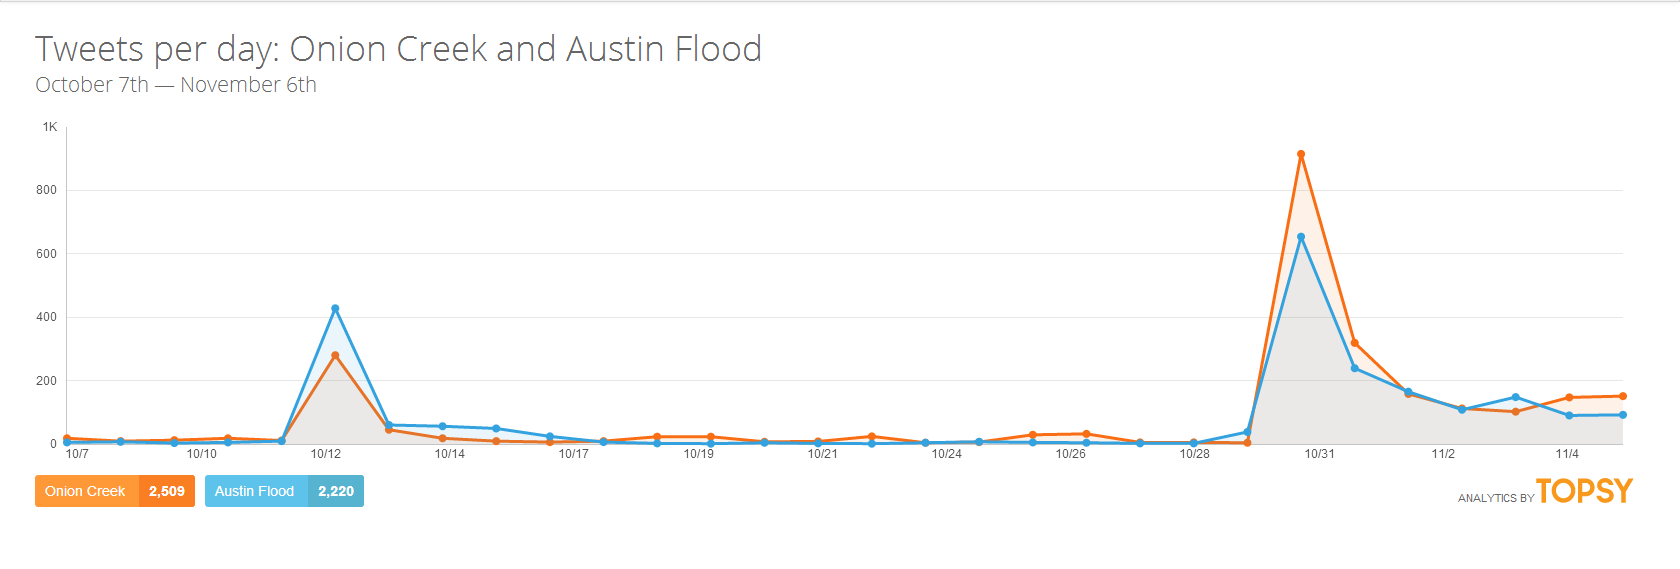 Tweets per day: Onion Creek and Austin Flood
October 7th — November 6th
1K
800
600
400
200
0
10/7 10/10 10/12 10/14 10/17 10/19 10/21 10/24 10/26 10/28 10/31 11/2 11/4
Onion Creek 2,509 Austin Flood 2,220
ANALYTICS BY TOPSY